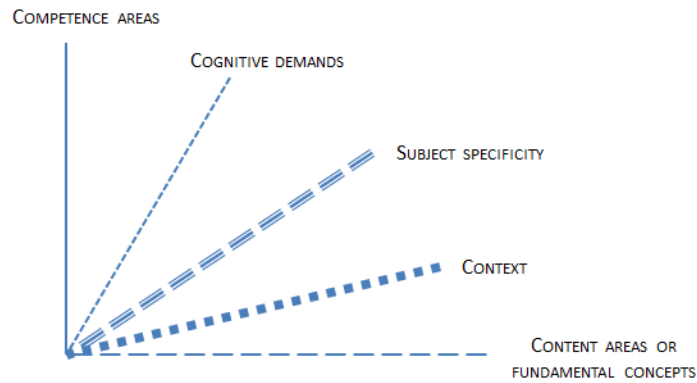 COMPETENCE AREAS
COGNITIVE DEMANDS
SUBJECT SPECIFICITY
CONTEXT
CONTENT AREAS OR
FUNDAMENTAL CONCEPTS